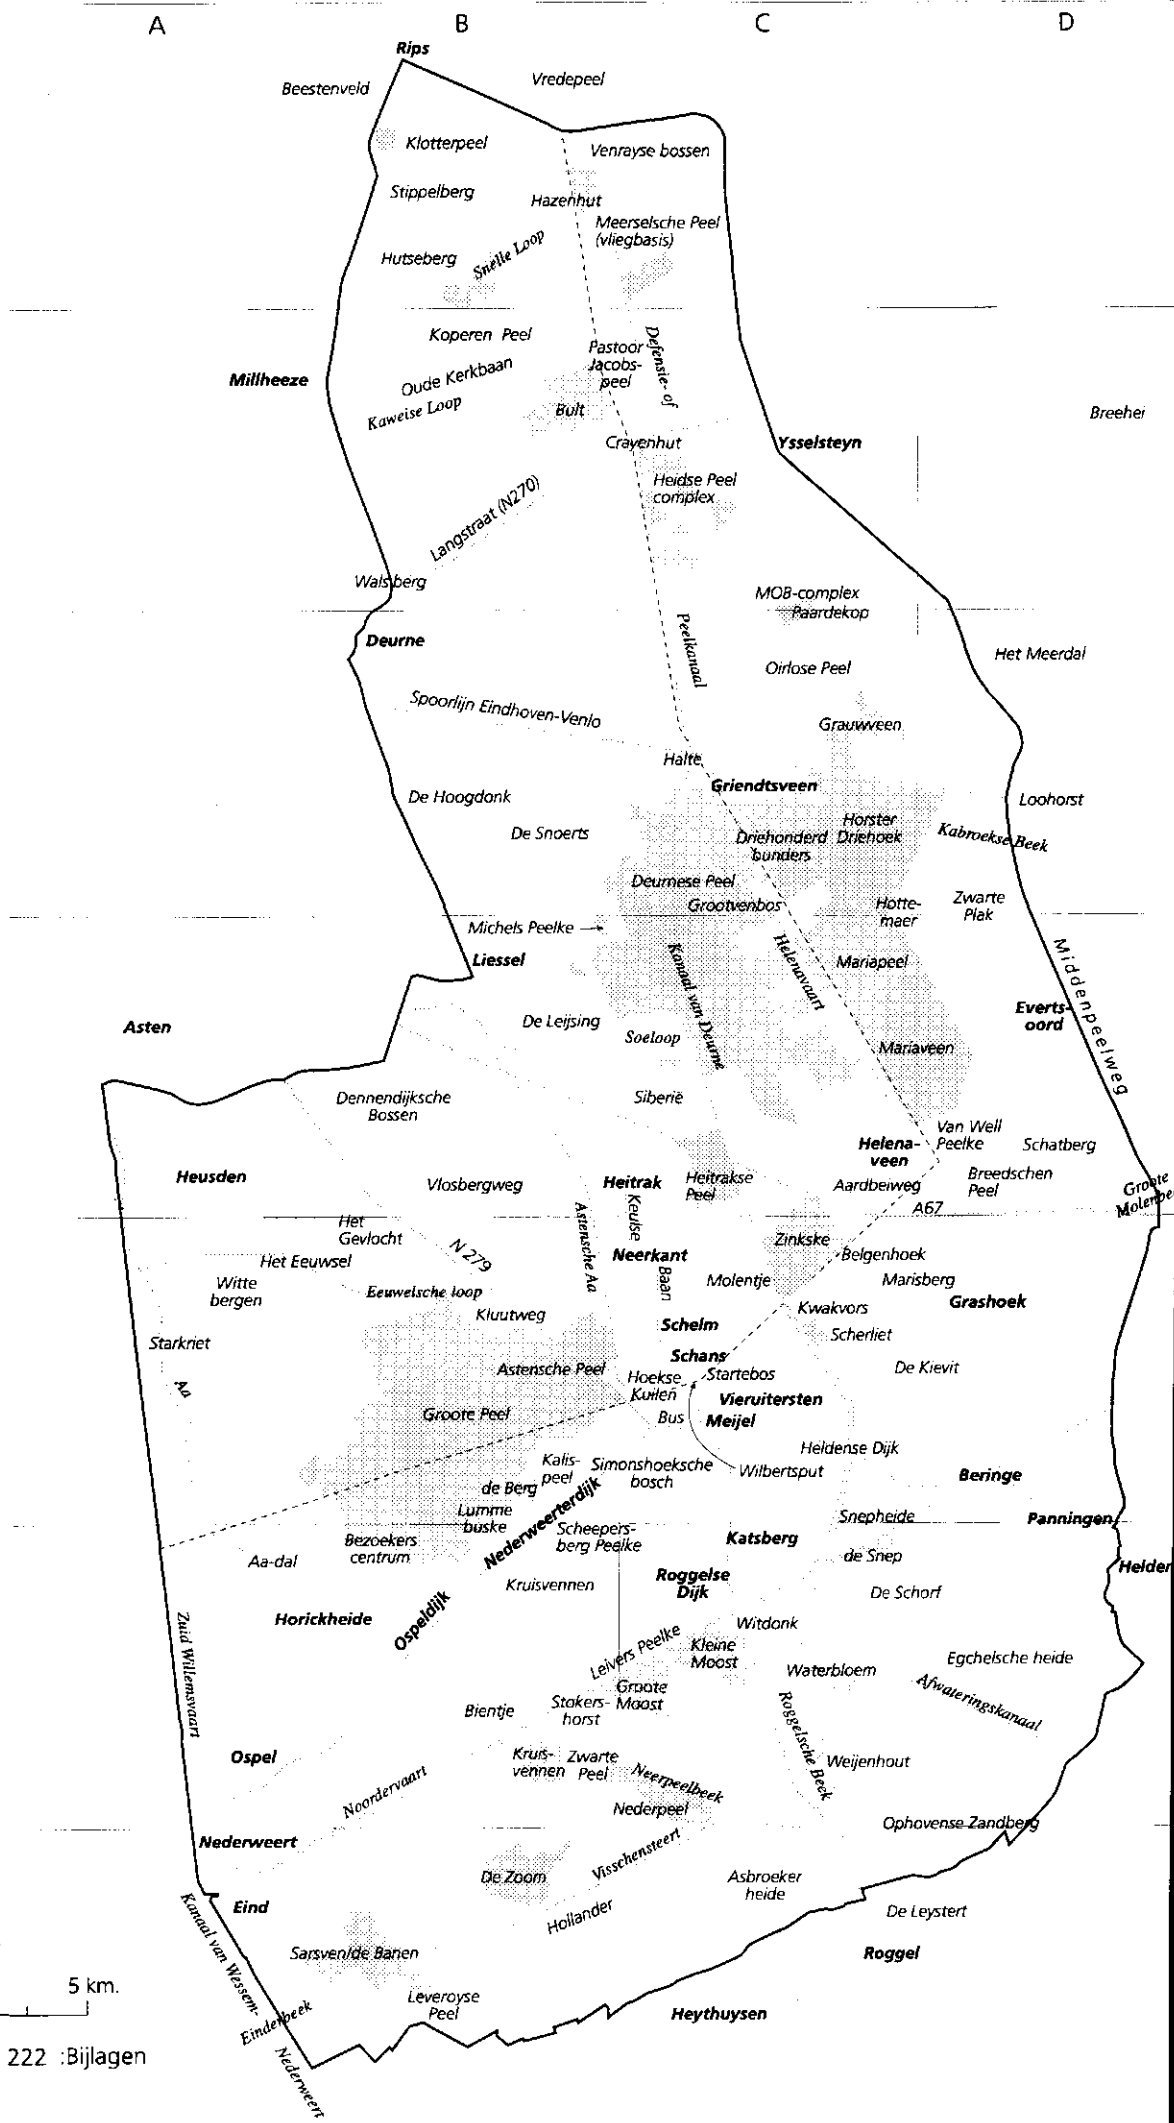 A
B
C
D
Rips
Beestenveld
Vredepeel
Klotterpeel
Venrayse bossen
Stippelberg
Hazenhut
Meerselsche Peel
(vliegbasis)
Hutseberg
Snelle Loop
Koperen Peel
Pastoor
Jacobs-
peel
Defensie- of
Millheeze
Oude Kerkbaan
Kaweise Loop
Bult
Breehei
Crayenhut
Ysselsteyn
Heidse Peel
complex
Langstraat (N270)
Walsberg
MOB-complex
Paardekop
Deurne
Peelkanaal
Het Meerdal
Oirlose Peel
Spoorlijn Eindhoven-Venlo
Grauwveen
Halte
Griendtsveen
De Hoogdonk
Loohorst
De Snoerts
Horster
Driehoek
Driehonderd
bunders
Kabroekse Beek
Deurnese Peel
Grootvenbos
Hotte-
maer
Zwarte
Plak
Michels Peelke →
Liessel
Kanaal van Deurne
Helenavaart
Mariapeel
Middenpeelweg
Everts-
oord
Asten
De Leijsing
Soeloop
Mariaveen
Dennendijksche
Bossen
Siberië
Van Well
Peelke
Schatberg
Helena-
veen
Heusden
Vlosbergweg
Heitrak
Heitrakse
Peel
Aardbeiweg
Breedschen
Peel
Groote
Molenbe
A67
Het
Gevlocht
Astensche Aa
Keulse
Baan
N 279
Neerkant
Zinkske
Belgenhoek
Het Eeuwsel
Witte
bergen
Eeuwelsche loop
Molentje
Marisberg
Kluutweg
Kwakvors
Grashoek
Starkriet
Schelm
Scherliet
Schans
Astensche Peel
Hoekse
Kuilen
Startebos
De Kievit
Aa
Vieruitersten
Groote Peel
Bus
Meijel
Heldense Dijk
Kalis-
peel
Simonshoeksche
bosch
Wilbertsput
Beringe
de Berg
Lumme
buske
Nederweerterdijk
Snepheide
Panningen
Scheepers-
berg Peelke
Bezoekers
centrum
Katsberg
Aa-dal
de Snep
Helden
Kruisvennen
Roggelse
Dijk
De Schorf
Horickheide
Ospeldijk
Witdonk
Zuid Willemsvaart
Leivers Peelke
Kleine
Moost
Egchelsche heide
Waterbloem
Groote
Moost
Afwateringskanaal
Bientje
Stokers-
horst
Roggelsche Beek
Ospel
Kruis-
vennen
Zwarte
Peel
Neerpeelbeek
Weijenhout
Noordervaart
Nederpeel
Nederweert
Ophovense Zandberg
De Zoom
Visschensteert
Asbroeker
heide
Eind
Hollander
De Leystert
Kanaal van Wessem-
Nederweert
Sarsven/de Banen
Roggel
5 km.
Leveroyse
Peel
Einderbeek
Heythuysen
222 :Bijlagen